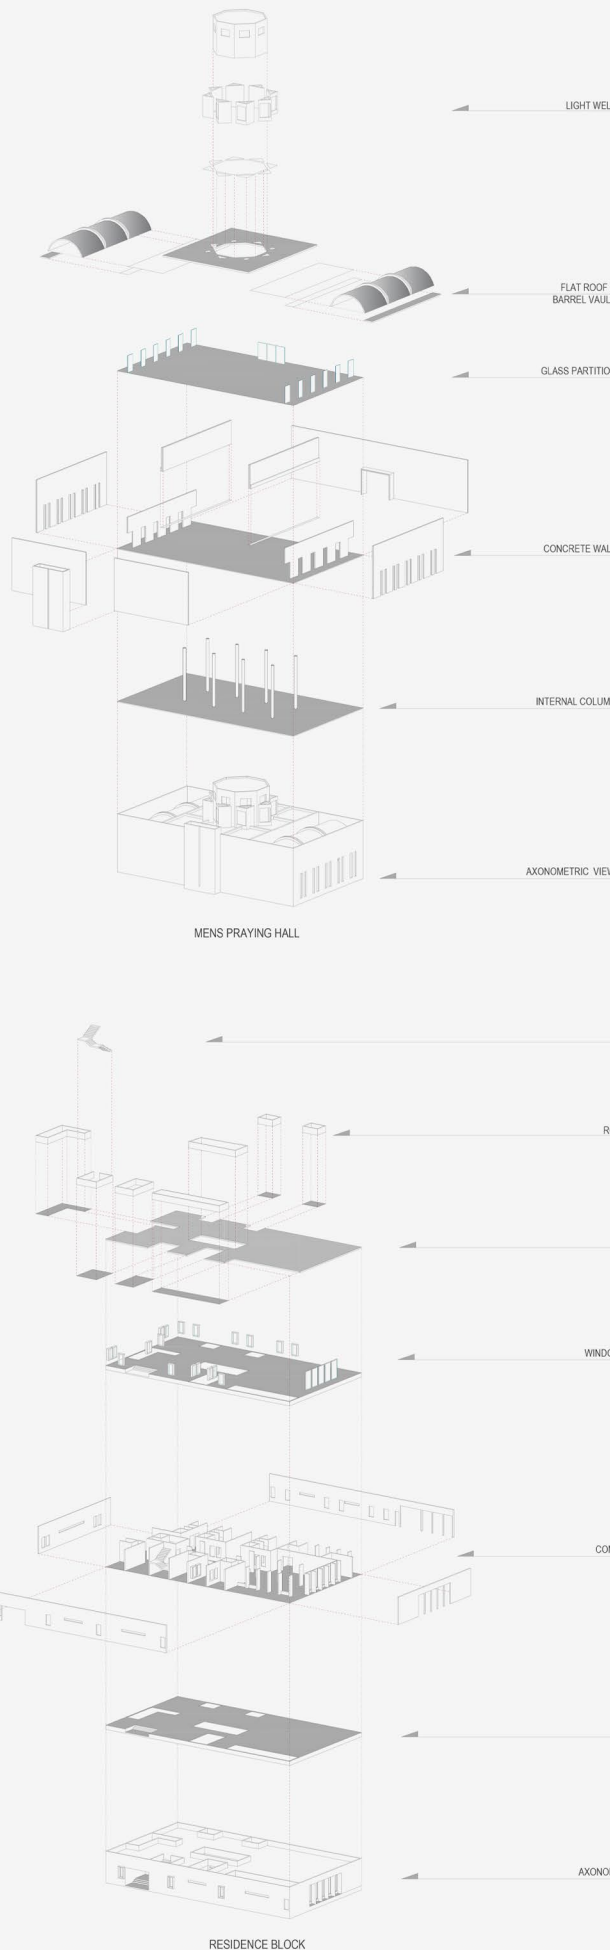 LIGHT WEL
FLAT ROOF
BARREL VAUL
GLASS PARTITIO
CONCRETE WAL
INTERNAL COLUM
AXONOMETRIC VIEW
MENS PRAYING HALL
R
WINDO
CON
AXONO
RESIDENCE BLOCK